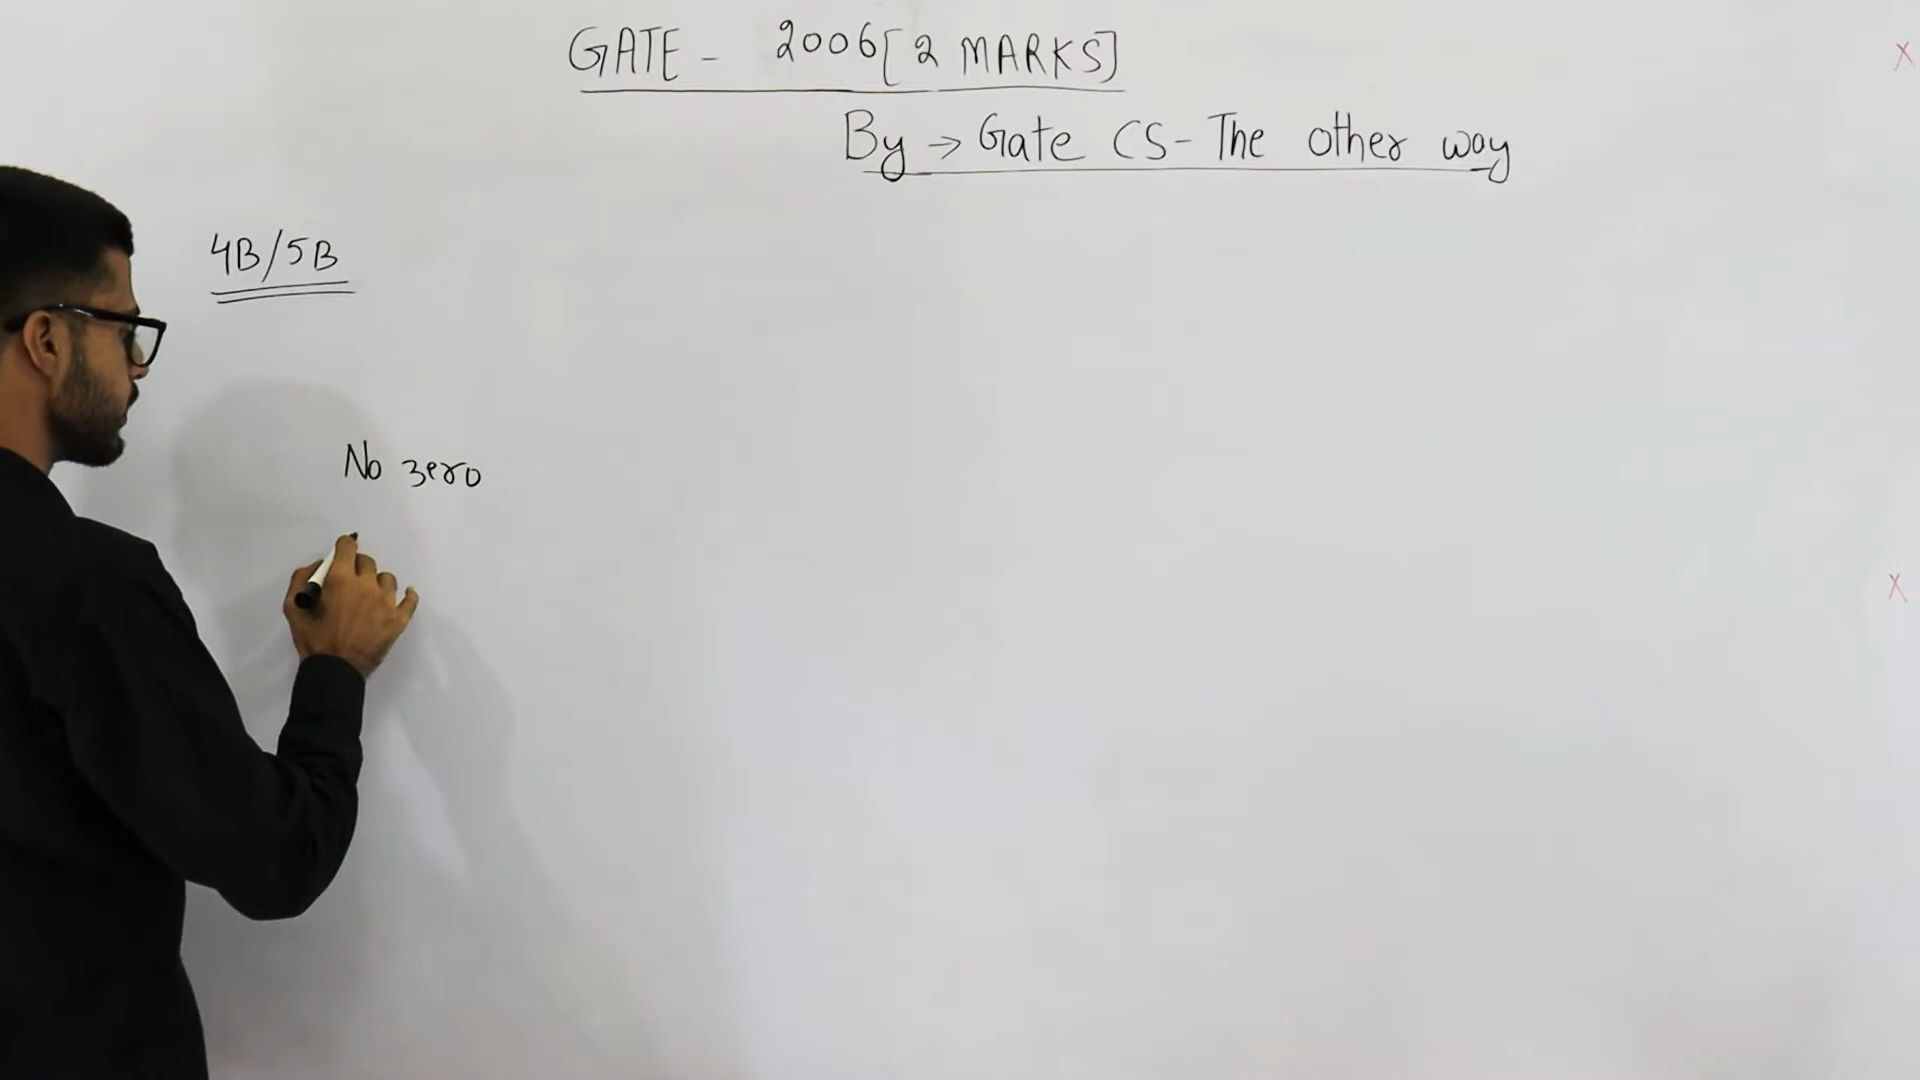 GATE - 2006 [2 MARKS]
By → Gate CS - The other way
4B/5B
No zero
X
X